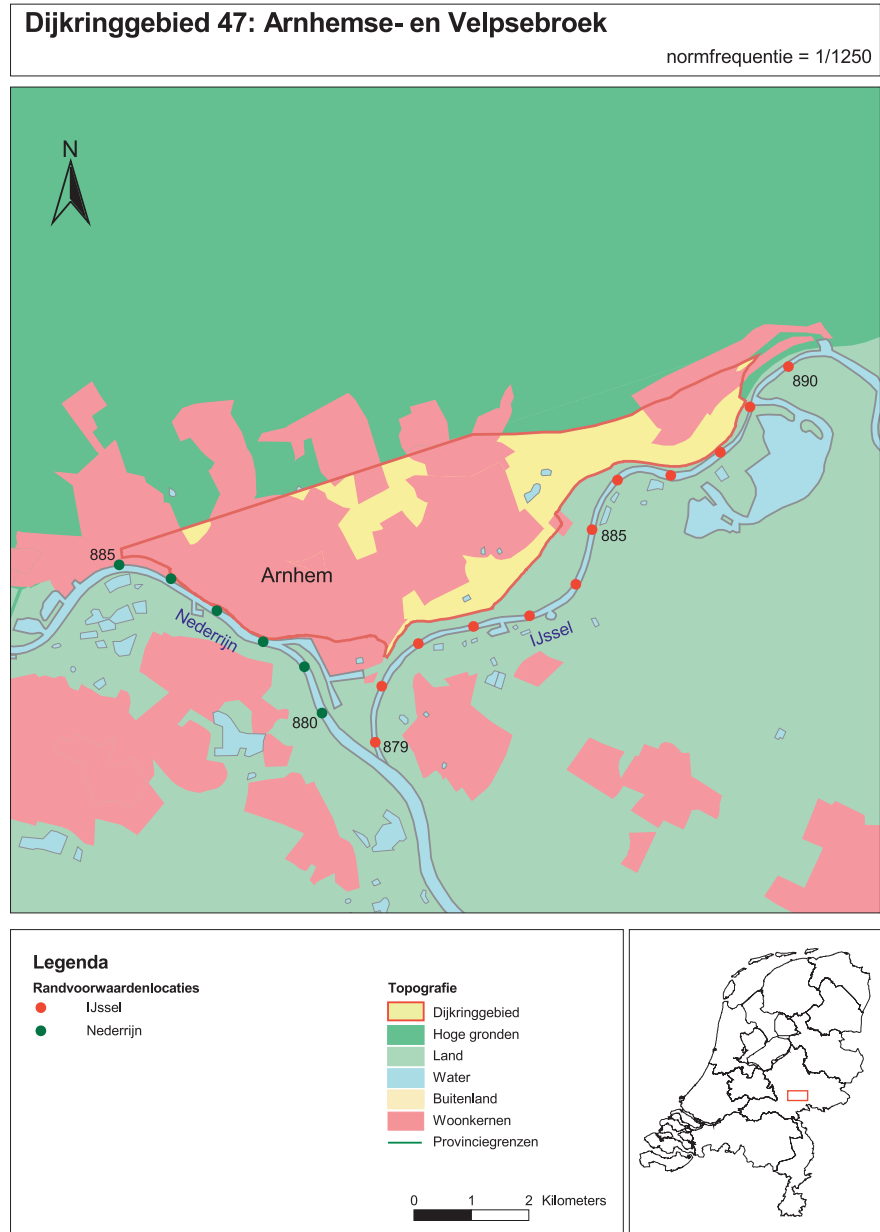 Dijkringgebied 47: Arnhemse- en Velpsebroek
normfrequentie = 1/1250
N
890
885
885
Arnhem
Nederrijn
IJssel
880
879
Legenda
Randvoorwaardenlocaties
IJssel
Nederrijn
Topografie
Dijkringgebied
Hoge gronden
Land
Water
Buitenland
Woonkernen
Provinciegrenzen
0 1 2 Kilometers